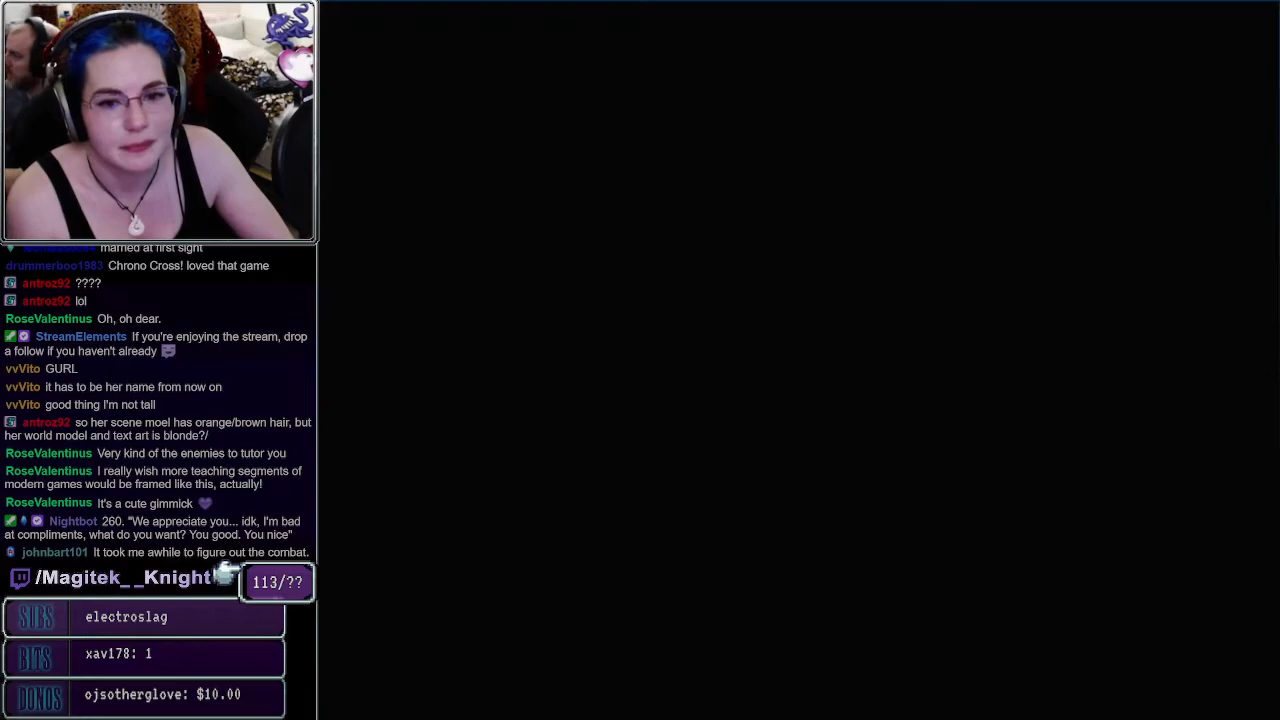 married at first sight
drummerboo1983 Chrono Cross! loved that game
antroz92 ????
antroz92 lol
RoseValentinus Oh, oh dear.
StreamElements If you're enjoying the stream, drop
a follow if you haven't already
vvVito GURL
vvVito it has to be her name from now on
vvVito good thing I'm not tall
antroz92 so her scene moel has orange/brown hair, but
her world model and text art is blonde?/
RoseValentinus Very kind of the enemies to tutor you
RoseValentinus I really wish more teaching segments of
modern games would be framed like this, actually!
RoseValentinus It's a cute gimmick
Nightbot 260. "We appreciate you... idk, I'm bad
at compliments, what do you want? You good. You nice"
johnbart101 It took me awhile to figure out the combat.
/Magitek__Knight
113/??
SUBS electroslag
BITS xav178: 1
DONOS ojsotherglove: $10.00